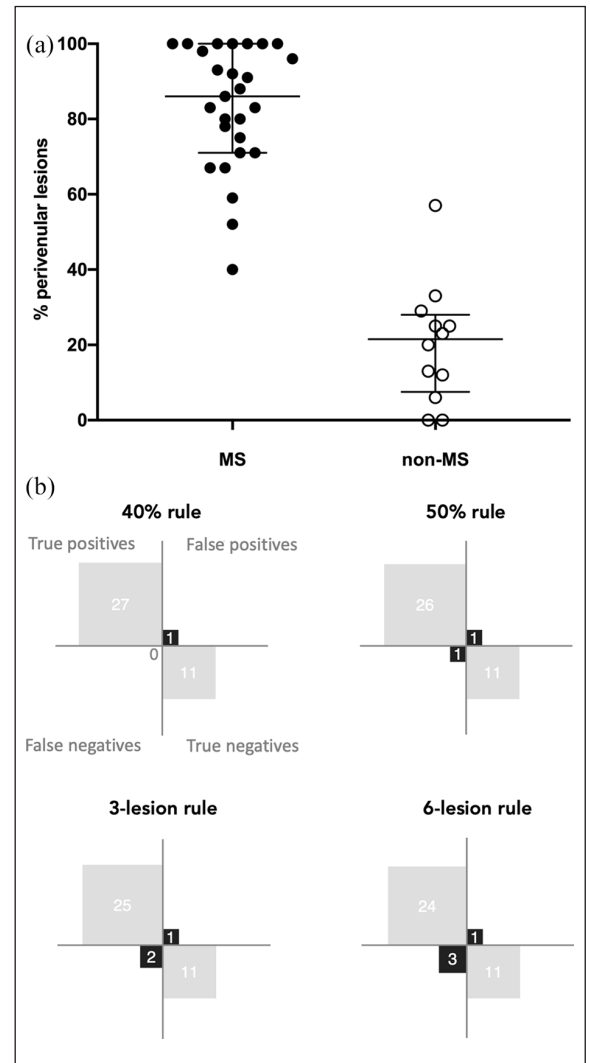 (a)
100
80
60
40
20
0
% perivenular lesions
MS non-MS
(b)
40% rule
True positives False positives
27
1
0
11
False negatives True negatives
50% rule
26
1
1
11
3-lesion rule
25
1
2
11
6-lesion rule
24
1
3
11